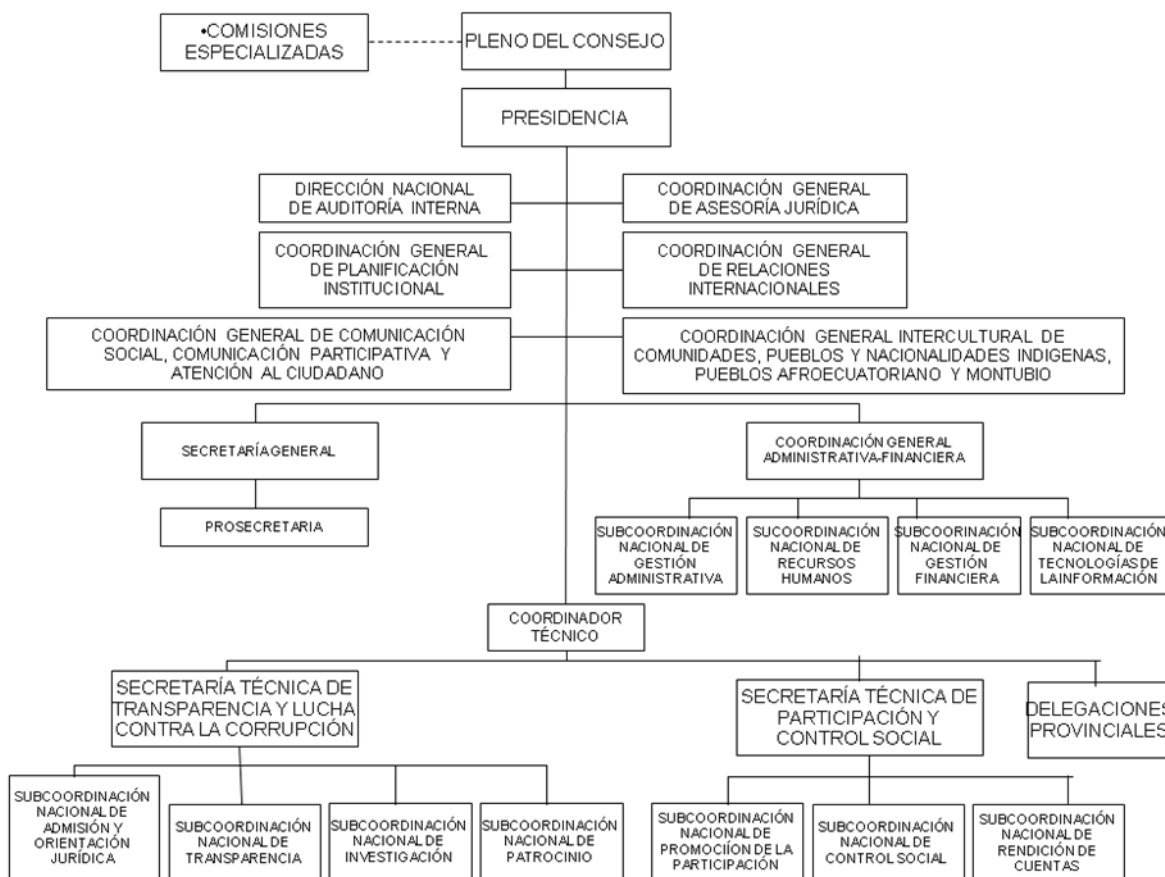 •COMISIONES
ESPECIALIZADAS
PLENO DEL CONSEJO
PRESIDENCIA
DIRECCIÓN NACIONAL
DE AUDITORÍA INTERNA
COORDINACIÓN GENERAL
DE ASESORÍA JURÍDICA
COORDINACIÓN GENERAL
DE PLANIFICACIÓN
INSTITUCIONAL
COORDINACIÓN GENERAL
DE RELACIONES
INTERNACIONALES
COORDINACIÓN GENERAL DE COMUNICACIÓN
SOCIAL, COMUNICACIÓN PARTICIPATIVA Y
ATENCIÓN AL CIUDADANO
COORDINACIÓN GENERAL INTERCULTURAL DE
COMUNIDADES, PUEBLOS Y NACIONALIDADES INDIGENAS,
PUEBLOS AFROECUATORIANO Y MONTUBIO
SECRETARÍA GENERAL
COORDINACIÓN GENERAL
ADMINISTRATIVA-FINANCIERA
PROSECRETARIA
SUBCOORDINACIÓN
NACIONAL DE
GESTIÓN
ADMINISTRATIVA
SUCOORDINACIÓN
NACIONAL DE
RECURSOS
HUMANOS
SUBCOORINACIÓN
NACIONAL DE
GESTIÓN
FINANCIERA
SUBCOORDINACIÓN
NACIONAL DE
TECNOLOGÍAS DE
LA INFORMACIÓN
COORDINADOR
TÉCNICO
SECRETARÍA TÉCNICA DE
TRANSPARENCIA Y LUCHA
CONTRA LA CORRUPCIÓN
SECRETARÍA TÉCNICA DE
PARTICIPACIÓN Y
CONTROL SOCIAL
DELEGACIONES
PROVINCIALES
SUBCOORDINACIÓN
NACIONAL DE
ADMISIÓN Y
ORIENTACIÓN
JURÍDICA
SUBCOORDINACIÓN
NACIONAL DE
TRANSPARENCIA
SUBCOORDINACIÓN
NACIONAL DE
INVESTIGACIÓN
SUBCOORDINACIÓN
NACIONAL DE
PATROCINIO
SUBCOORDINACIÓN
NACIONAL DE
PROMOCIÍON DE LA
PARTICIPACIÓN
SUBCOORDINACIÓN
NACIONAL DE
CONTROL SOCIAL
SUBCOORDINACIÓN
NACIONAL DE
RENDICIÓN DE
CUENTAS